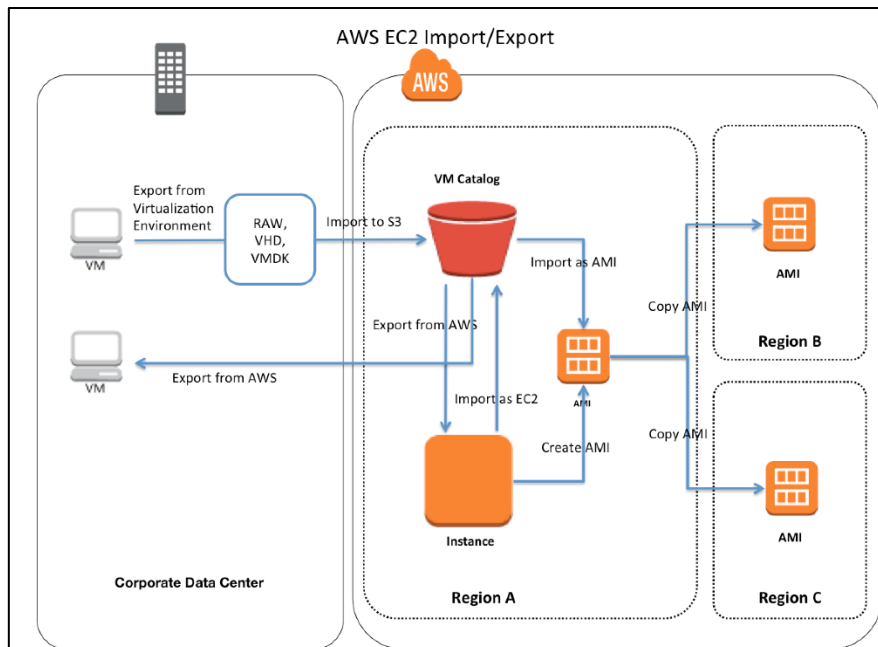 AWS EC2 Import/Export
AWS
Export from
Virtualization
Environment
VM
RAW,
VHD,
VMDK
Import to S3
VM Catalog
Import as AMI
Export from AWS
VM
Export from AWS
Import as EC2
AMI
Create AMI
Instance
Copy AMI
AMI
Region B
Copy AMI
AMI
Corporate Data Center
Region A
Region C